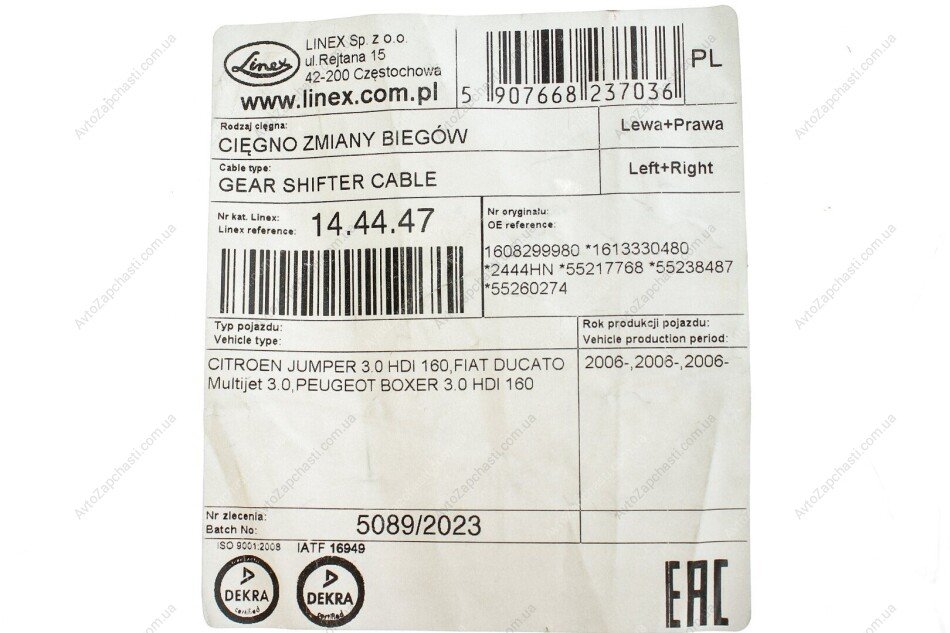 Linex
LINEX Sp. z o.o.
ul.Rejtana 15
42-200 Częstochowa
www.linex.com.pl
5 907668 237036
PL
Rodzaj cięgna:
CIĘGNO ZMIANY BIEGÓW
Lewa+Prawa
Cable type:
GEAR SHIFTER CABLE
Left+Right
Nr kat. Linex:
Linex reference:
14.44.47
Nr oryginału:
OE reference:
1608299980 *1613330480
*2444HN *55217768 *55238487
*55260274
Typ pojazdu:
Vehicle type:
Rok produkcji pojazdu:
Vehicle production period:
CITROEN JUMPER 3.0 HDI 160,FIAT DUCATO
Multijet 3.0,PEUGEOT BOXER 3.0 HDI 160
2006-,2006-,2006-
Nr zlecenia:
Batch No:
5089/2023
ISO 9001:2008
IATF 16949
DEKRA
certified
DEKRA
certified
EAC
AvtoZapchasti.com.ua